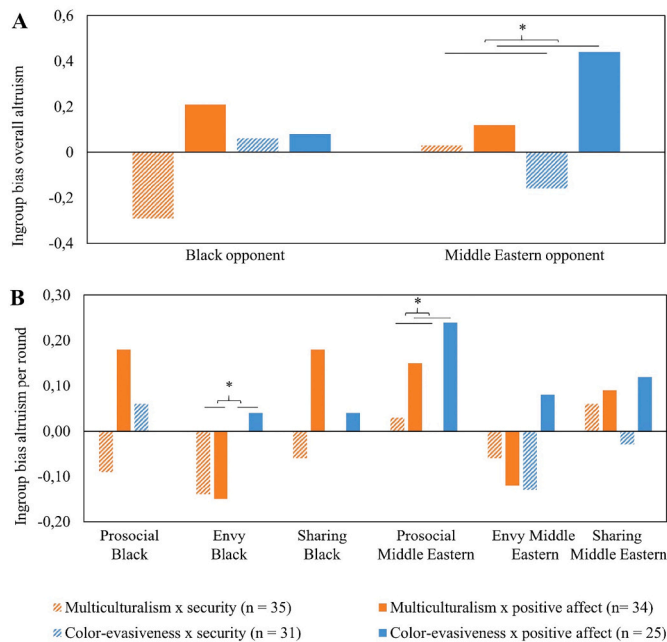 A
Ingroup bias overall altruism
0,6
0,4
0,2
0
-0,2
-0,4
*
Black opponent
Middle Eastern opponent
B
Ingroup bias altruism per round
0,30
0,20
0,10
0,00
-0,10
-0,20
*
*
Prosocial
Black
Envy
Black
Sharing
Black
Prosocial
Middle Eastern
Envy Middle
Eastern
Sharing
Middle Eastern
Multiculturalism x security (n = 35)
Multiculturalism x positive affect (n= 34)
Color-evasiveness x security (n = 31)
Color-evasiveness x positive affect (n = 25)